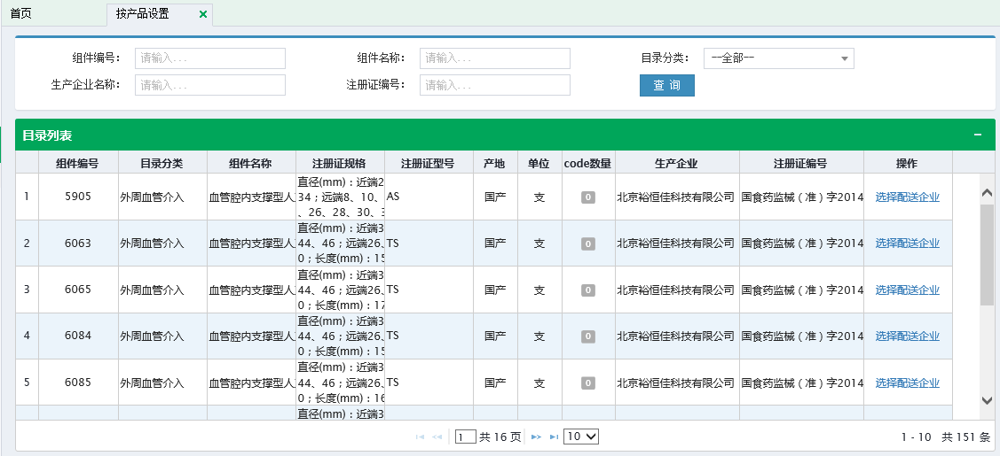 首页 按产品设置
组件编号： 请输入... 组件名称： 请输入... 目录分类： --全部--
生产企业名称： 请输入... 注册证编号： 请输入... 查 询
目录列表
组件编号 目录分类 组件名称 注册证规格 注册证型号 产地 单位 code数量 生产企业 注册证编号 操作
直径(mm)：近端2
1 5905 外周血管介入 血管腔内支撑型人 34；远端8、10、 AS 国产 支 0 北京裕恒佳科技有限公司 国食药监械（准）字2014 选择配送企业
、26、28、30、3
直径(mm)：近端3
2 6063 外周血管介入 血管腔内支撑型人 44、46；远端26、 TS 国产 支 0 北京裕恒佳科技有限公司 国食药监械（准）字2014 选择配送企业
0；长度(mm)：15
直径(mm)：近端3
3 6065 外周血管介入 血管腔内支撑型人 44、46；远端26、 TS 国产 支 0 北京裕恒佳科技有限公司 国食药监械（准）字2014 选择配送企业
0；长度(mm)：17
直径(mm)：近端3
4 6084 外周血管介入 血管腔内支撑型人 44、46；远端26、 TS 国产 支 0 北京裕恒佳科技有限公司 国食药监械（准）字2014 选择配送企业
0；长度(mm)：15
直径(mm)：近端3
5 6085 外周血管介入 血管腔内支撑型人 44、46；远端26、 TS 国产 支 0 北京裕恒佳科技有限公司 国食药监械（准）字2014 选择配送企业
0；长度(mm)：16
直径(mm)：近端3
1 共 16 页 10 1 - 10 共 151 条